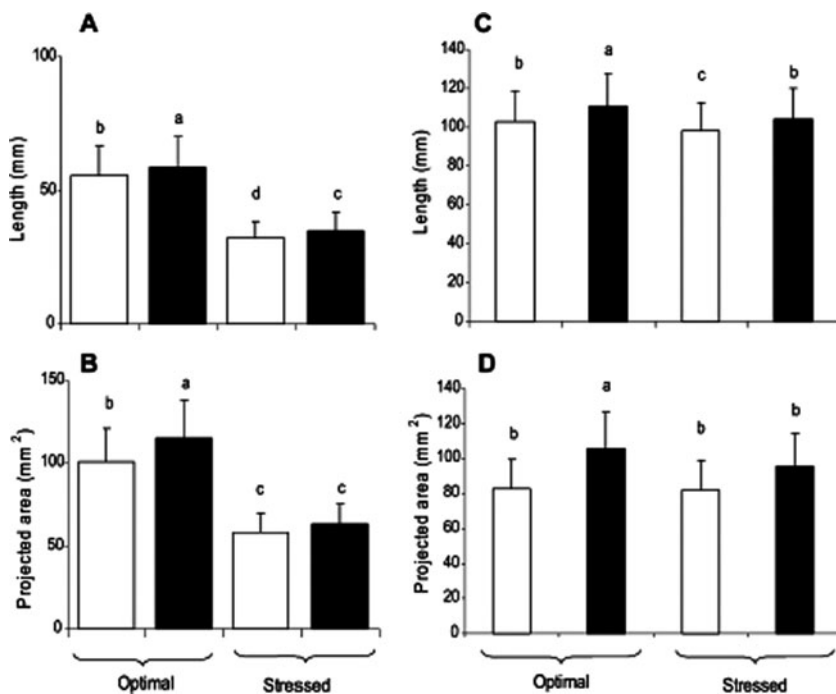 A
Length (mm)
100
50
0
b
a
d
c
B
Projected area (mm²)
150
100
50
0
b
a
c
c
Optimal
Stressed
C
Length (mm)
140
120
100
80
60
40
20
0
b
a
c
b
D
Projected area (mm²)
140
120
100
80
60
40
20
0
b
a
b
b
Optimal
Stressed